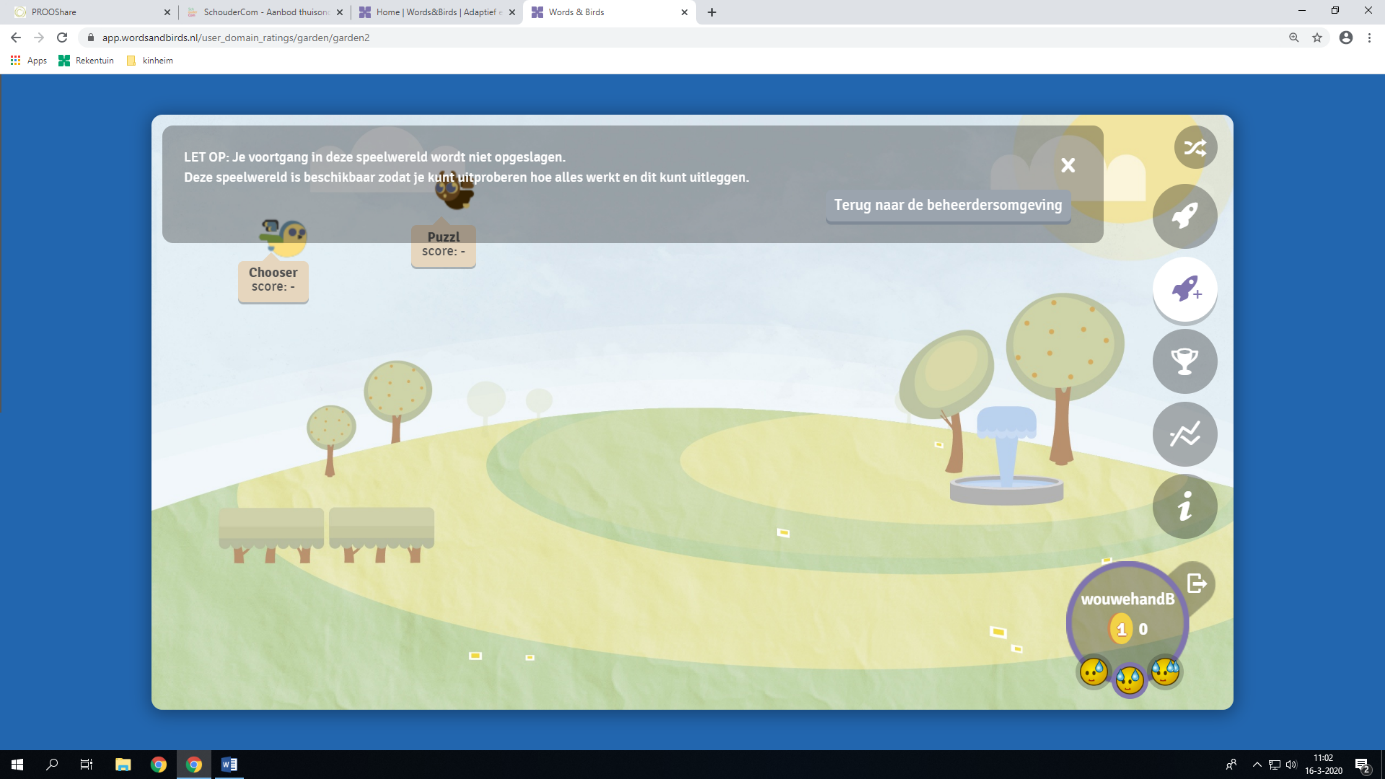 PROOShare
SchouderCom - Aanbod thuison
Home | Words&Birds | Adaptief
Words & Birds
app.wordsandbirds.nl/user_domain_ratings/garden/garden2
Apps
Rekentuin
kinheim
LET OP: Je voortgang in deze speelwereld wordt niet opgeslagen.
Deze speelwereld is beschikbaar zodat je kunt uitproberen hoe alles werkt en dit kunt uitleggen.
Terug naar de beheerdersomgeving
Puzzl
score: -
Chooser
score: -
wouwehandB
1 0
11:02
16-3-2020
2